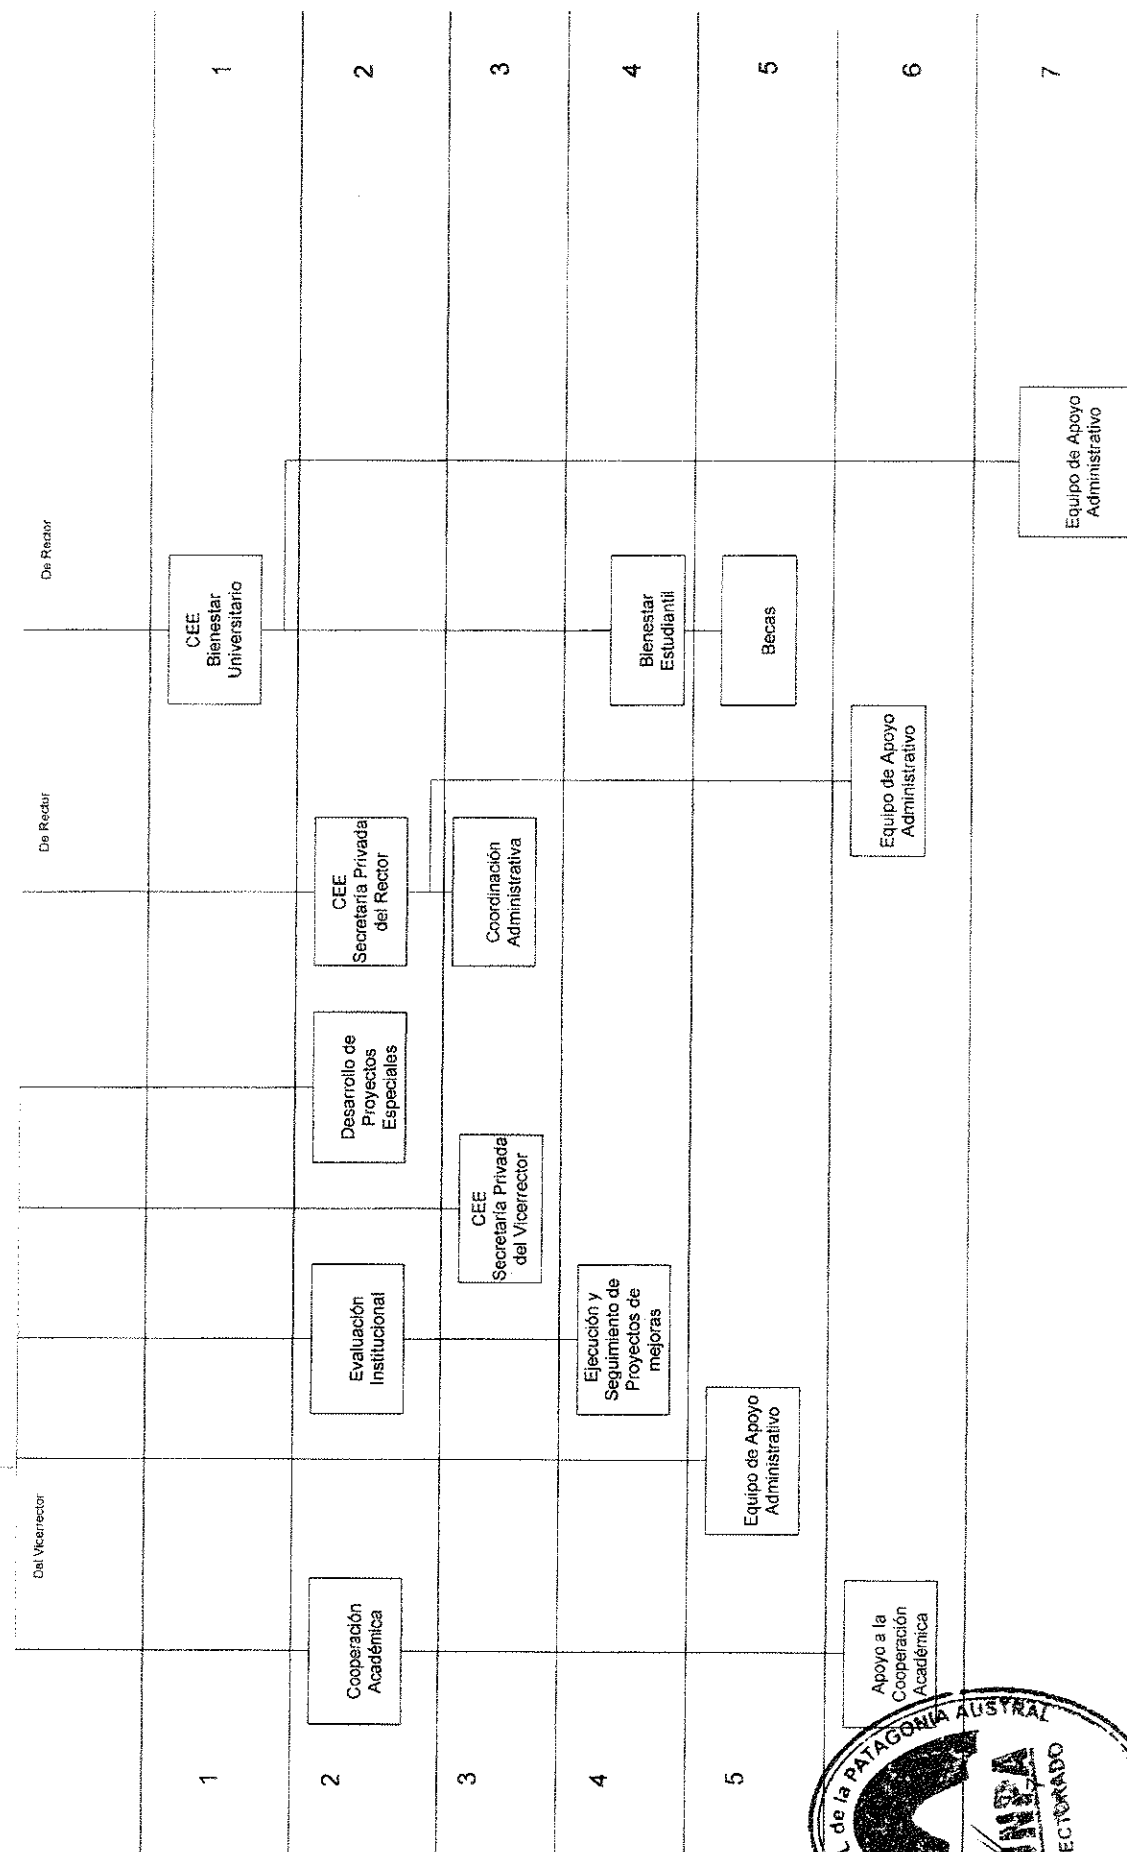 Del Vicerrector
De Rector
De Rector
1
CEE
Bienestar
Universitario
1
2
Cooperación
Académica
Evaluación
Institucional
Desarrollo de
Proyectos
Especiales
CEE
Secretaría Privada
del Rector
2
3
CEE
Secretaría Privada
del Vicerrector
Coordinación
Administrativa
3
4
Ejecución y
Seguimiento de
Proyectos de
mejoras
Bienestar
Estudiantil
4
5
Equipo de Apoyo
Administrativo
Becas
5
Apoyo a la
Cooperación
Académica
Equipo de Apoyo
Administrativo
6
Equipo de Apoyo
Administrativo
7
de la PATAGONIA AUSTRAL
UNPA
ECTORADO